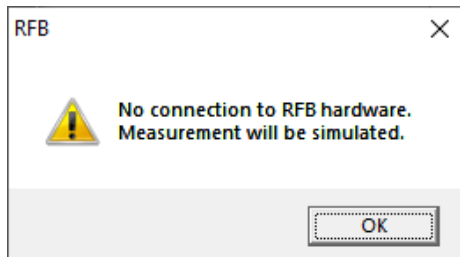 RFB
No connection to RFB hardware.
Measurement will be simulated.
OK